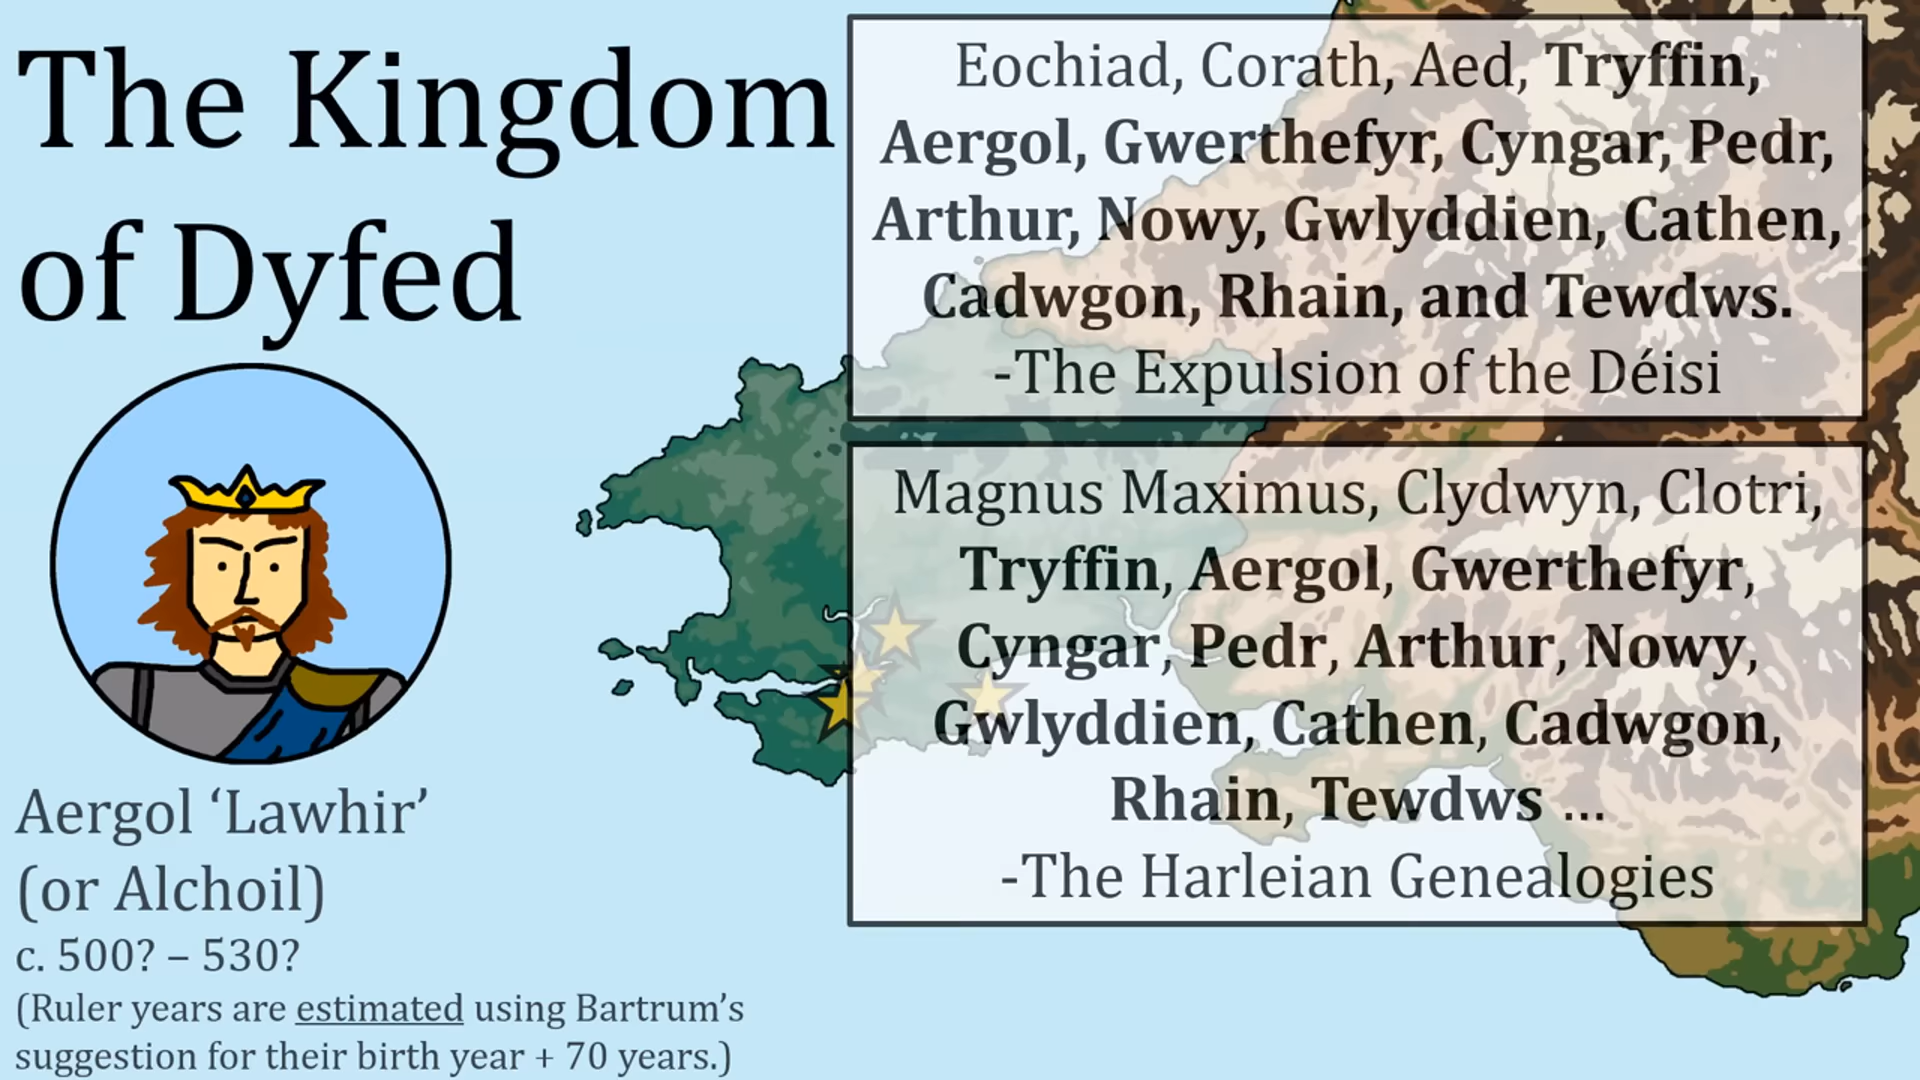 The Kingdom
of Dyfed
Eochiad, Corath, Aed, Tryffin,
Aergol, Gwerthefyr, Cyngar, Pedr,
Arthur, Nowy, Gwlyddien, Cathen,
Cadwgon, Rhain, and Tewdws.
-The Expulsion of the Déisi
Magnus Maximus, Clydwyn, Clotri,
Tryffin, Aergol, Gwerthefyr,
Cyngar, Pedr, Arthur, Nowy,
Gwlyddien, Cathen, Cadwgon,
Rhain, Tewdws ...
-The Harleian Genealogies
Aergol ‘Lawhir’
(or Alchoil)
c. 500? – 530?
(Ruler years are estimated using Bartrum’s
suggestion for their birth year + 70 years.)